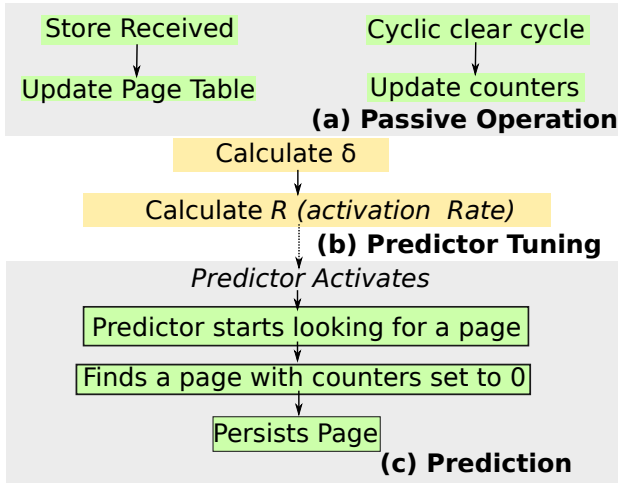 Store Received
Cyclic clear cycle
Update Page Table
Update counters
(a) Passive Operation
Calculate δ
Calculate R (activation Rate)
(b) Predictor Tuning
Predictor Activates
Predictor starts looking for a page
Finds a page with counters set to 0
Persists Page
(c) Prediction